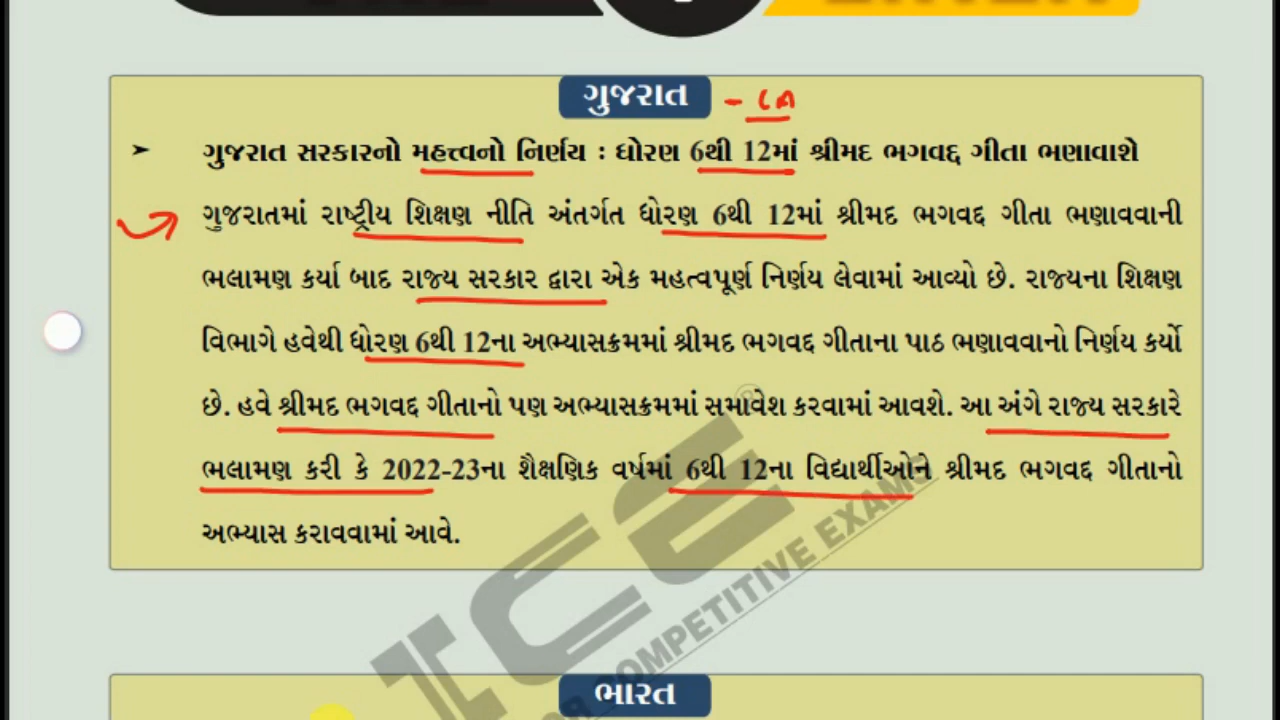 ગુજરાત - CA
ગુજરાત સરકારનો મહત્ત્વનો નિર્ણય : ધોરણ 6થી 12માં શ્રીમદ ભગવદ્દ ગીતા ભણાવાશે
ગુજરાતમાં રાષ્ટ્રીય શિક્ષણ નીતિ અંતર્ગત ધોરણ 6થી 12માં શ્રીમદ ભગવદ્દ ગીતા ભણાવવાની
ભલામણ કર્યા બાદ રાજ્ય સરકાર દ્વારા એક મહત્વપૂર્ણ નિર્ણય લેવામાં આવ્યો છે. રાજ્યના શિક્ષણ
વિભાગે હવેથી ધોરણ 6થી 12ના અભ્યાસક્રમમાં શ્રીમદ ભગવદ્દ ગીતાના પાઠ ભણાવવાનો નિર્ણય કર્યો
છે. હવે શ્રીમદ ભગવદ્દ ગીતાનો પણ અભ્યાસક્રમમાં સમાવેશ કરવામાં આવશે. આ અંગે રાજ્ય સરકારે
ભલામણ કરી કે 2022-23ના શૈક્ષણિક વર્ષમાં 6થી 12ના વિદ્યાર્થીઓને શ્રીમદ ભગવદ્દ ગીતાનો
અભ્યાસ કરાવવામાં આવે.
ICE ®
FOR COMPETITIVE EXAMS
ભારત